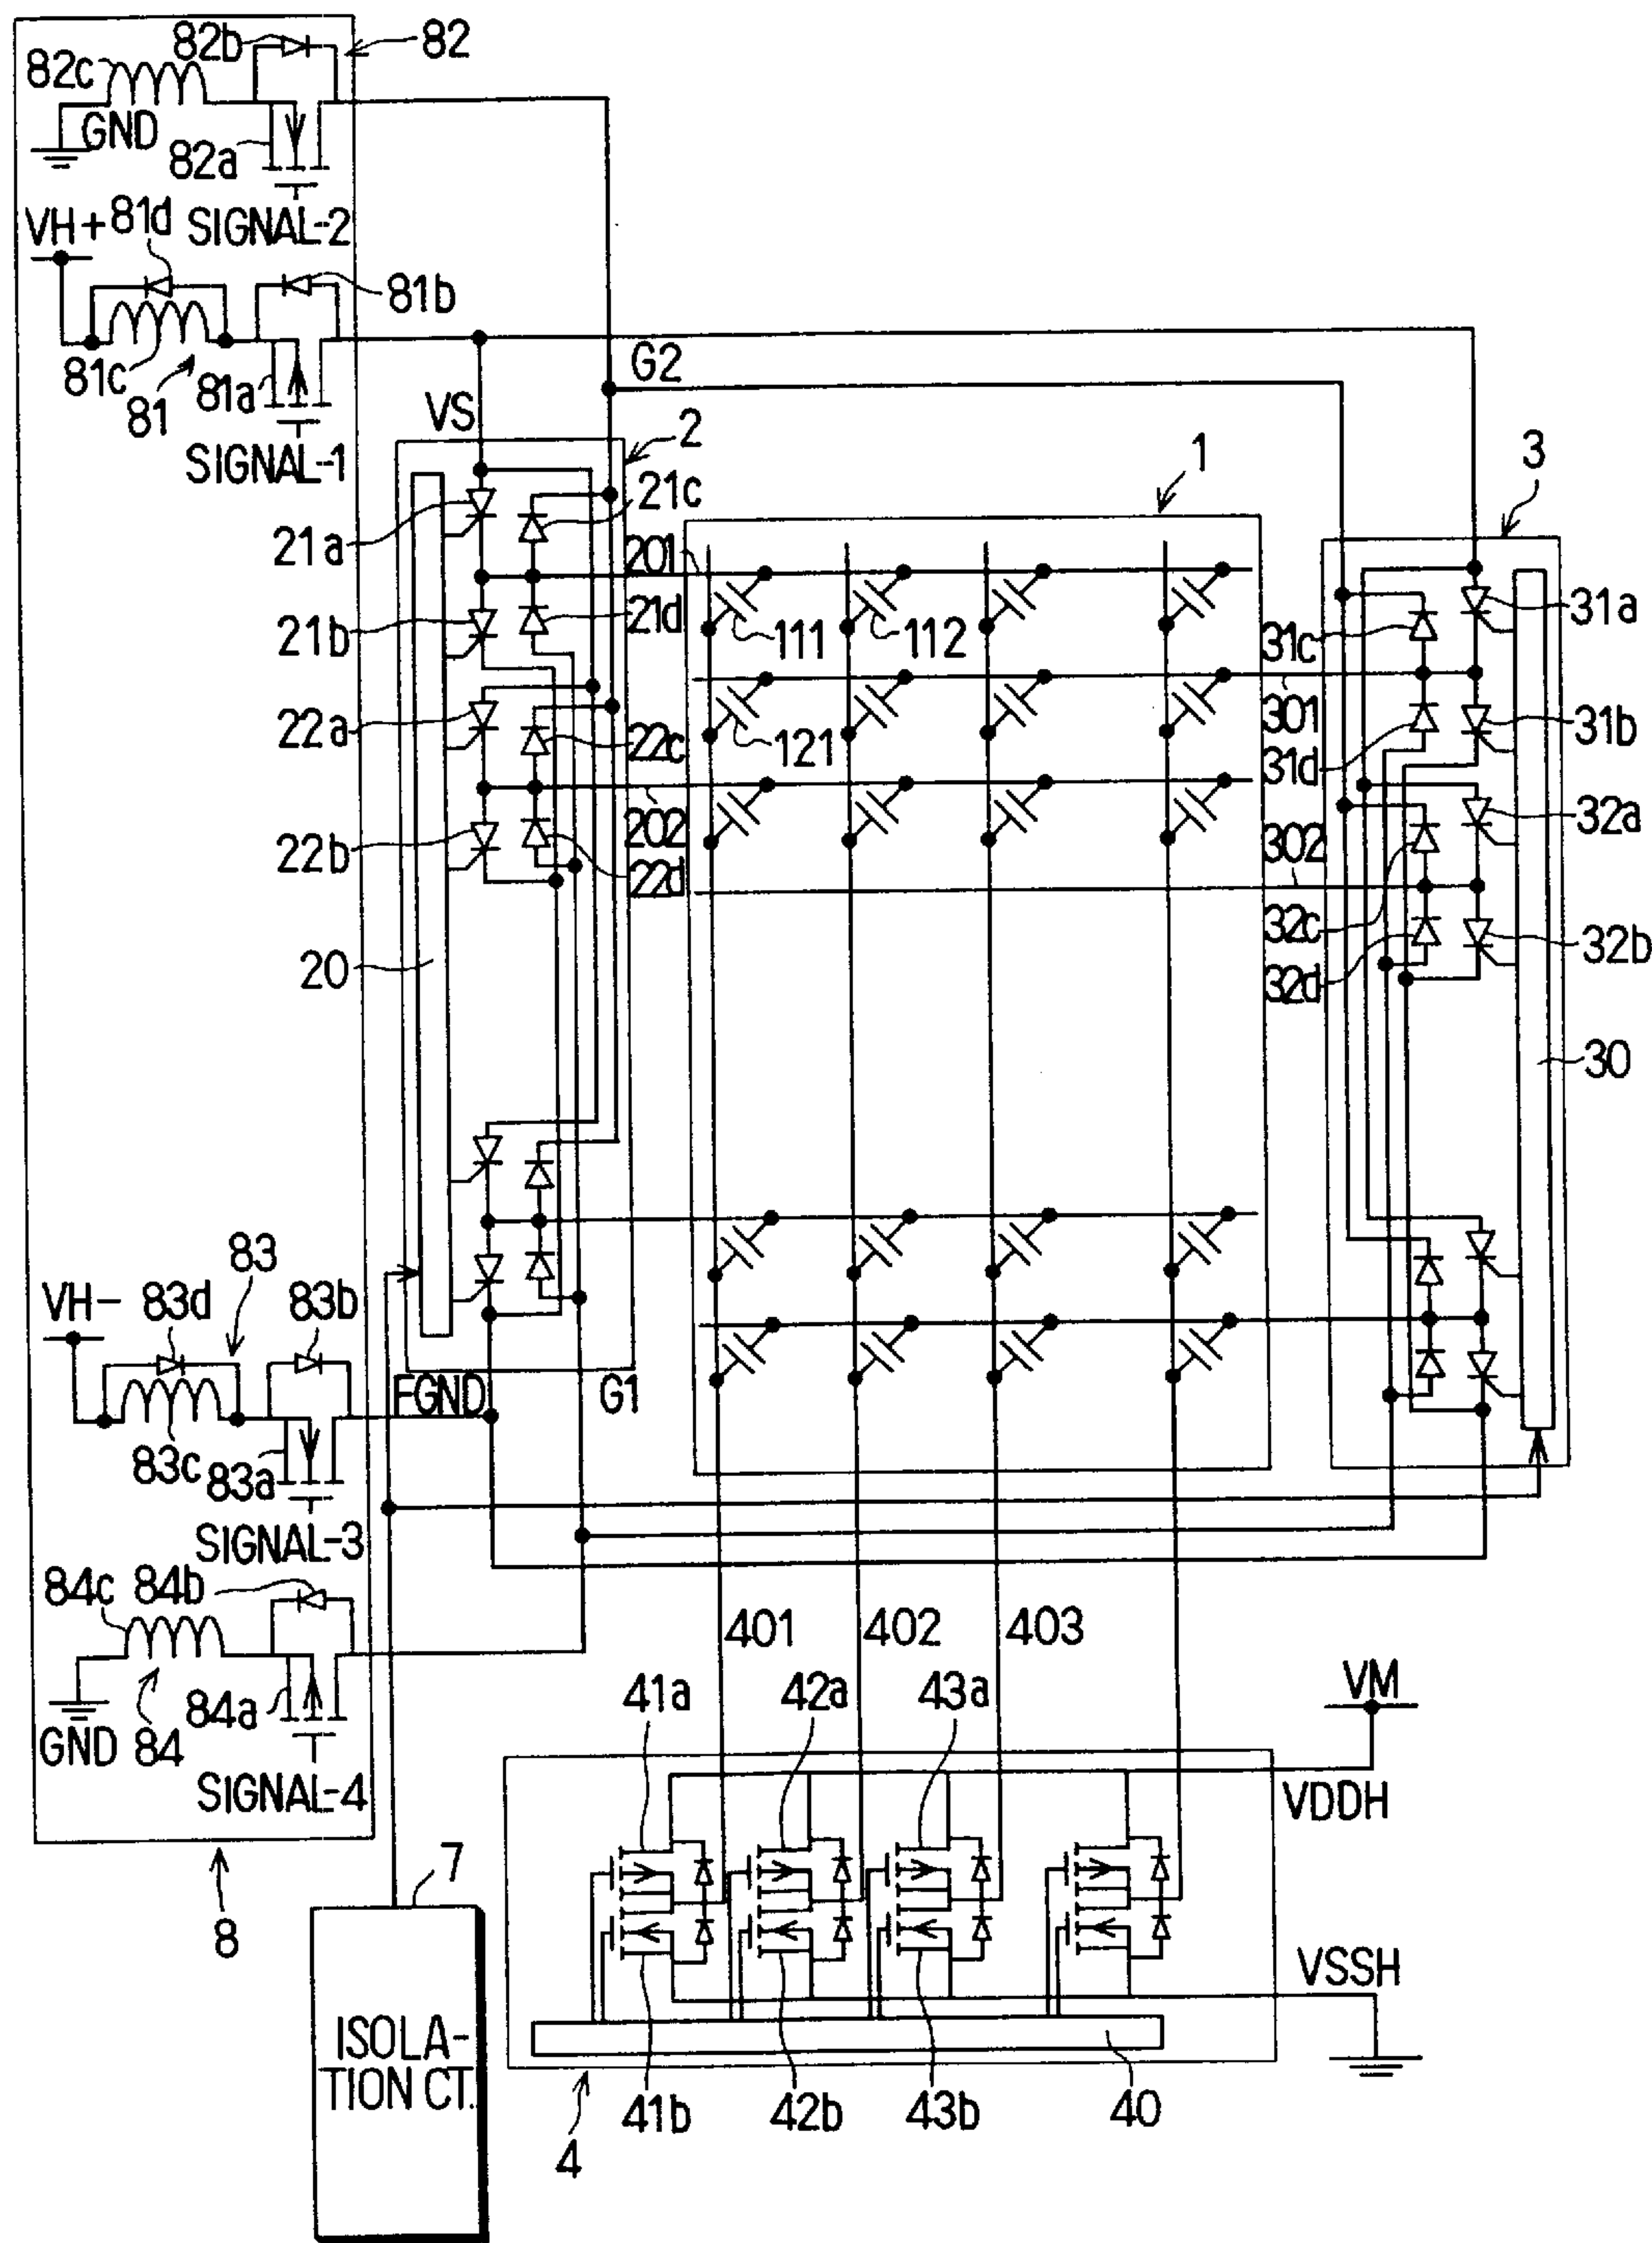 82b
82
82c
GND
82a
SIGNAL-2
VH+
81d
81b
81c
81
81a
SIGNAL-1
VS
G2
2
1
3
21a
21c
201
21b
21d
111
112
31c
31a
22a
22c
121
301
31d
31b
22b
202
22d
302
32a
32c
32d
32b
20
30
VH-
83d
83
83b
83c
83a
FGND
G1
SIGNAL-3
84c
84b
84a
GND
84
SIGNAL-4
401
402
403
41a
42a
43a
VM
VDDH
VSSH
8
7
ISOLA-
TION CT.
41b
42b
43b
40
4